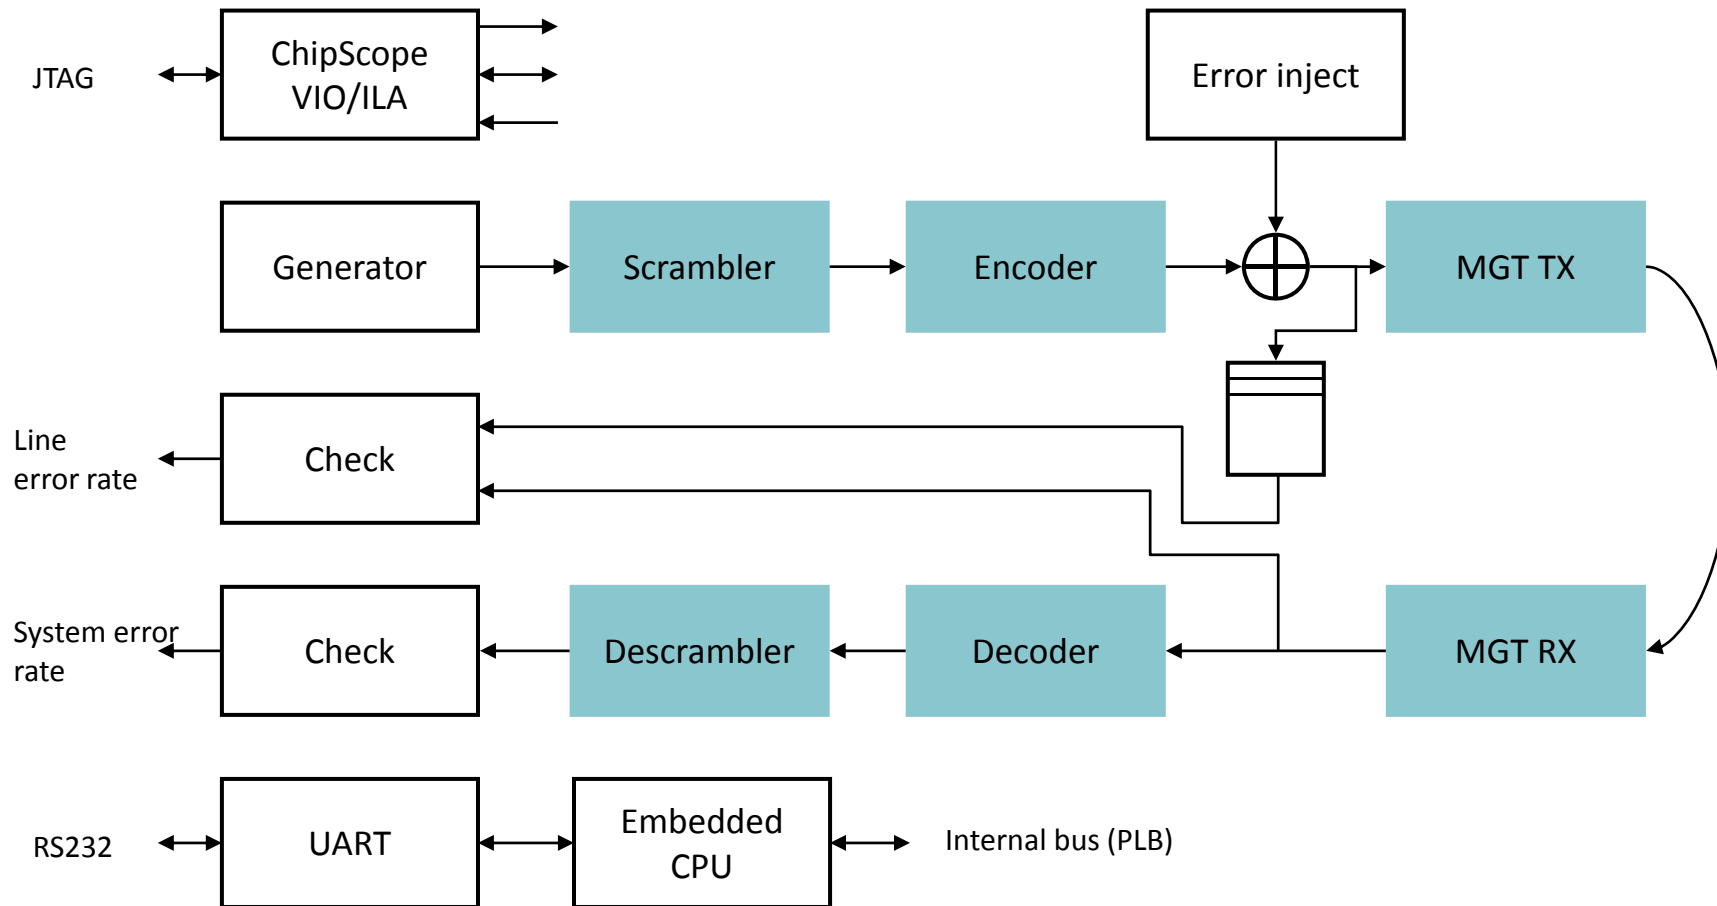 JTAG
ChipScope
VIO/ILA
Error inject
Generator
Scrambler
Encoder
MGT TX
Line
error rate
Check
System error
rate
Check
Descrambler
Decoder
MGT RX
RS232
UART
Embedded
CPU
Internal bus (PLB)